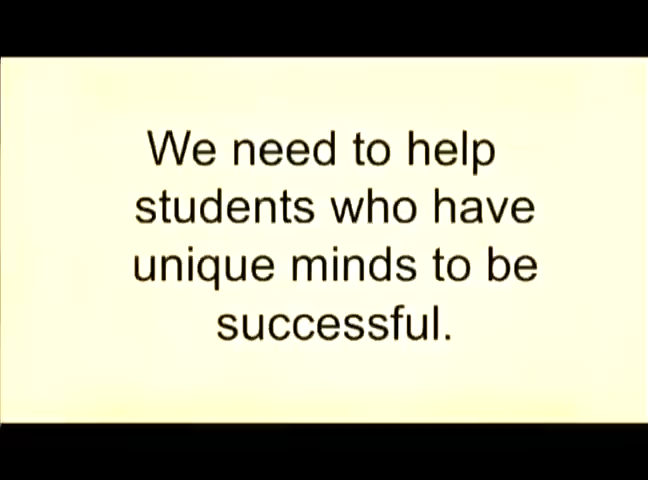 We need to help
students who have
unique minds to be
successful.